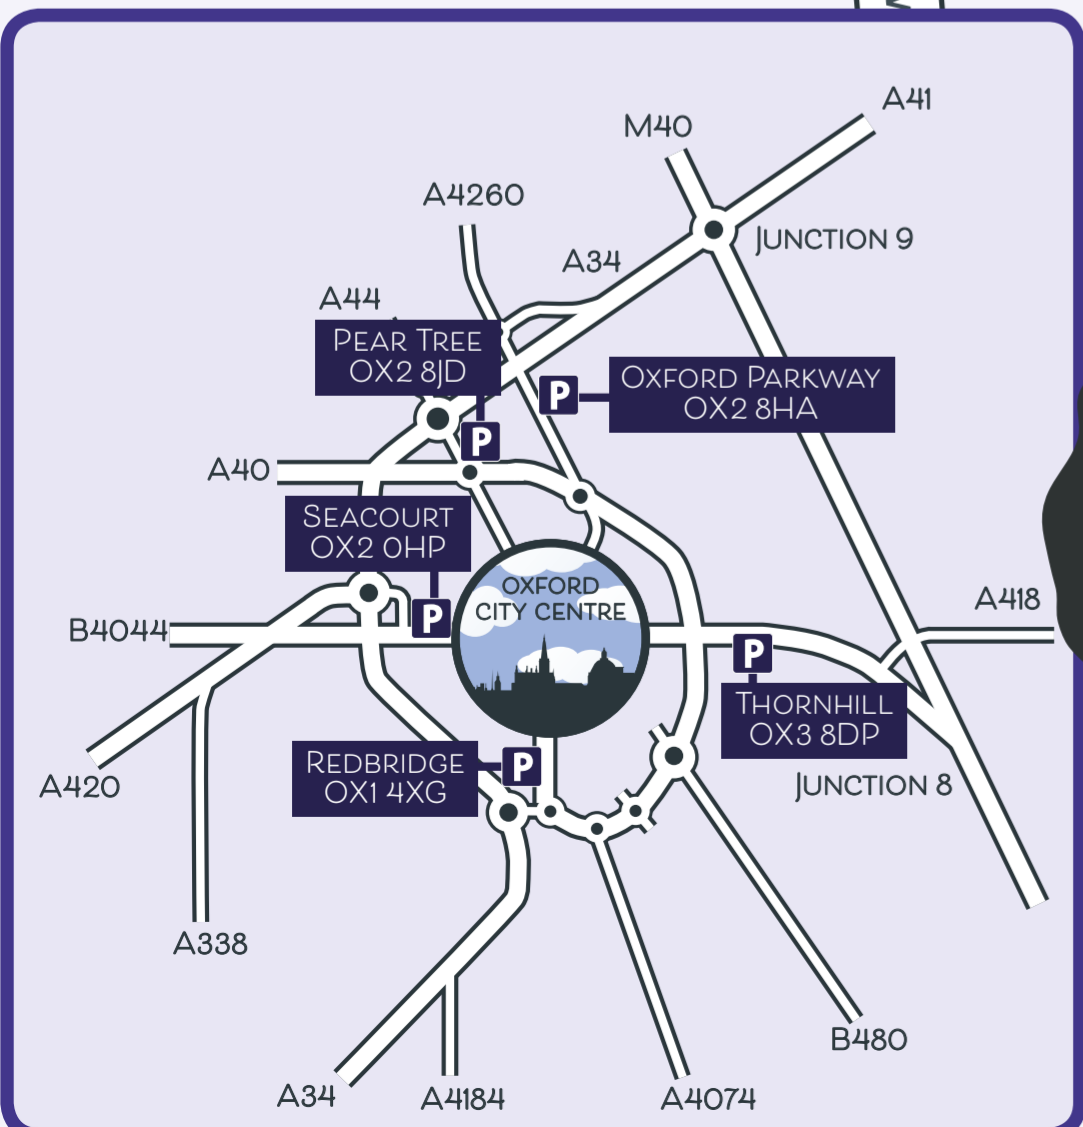 A41
M40
A4260
JUNCTION 9
A34
A44
PEAR TREE
OX2 8JD
P
OXFORD PARKWAY
OX2 8HA
P
A40
SEACOURT
OX2 0HP
P
OXFORD
CITY CENTRE
B4044
A418
P
THORNHILL
OX3 8DP
REDBRIDGE
OX1 4XG
P
A420
JUNCTION 8
A338
B480
A34
A4184
A4074